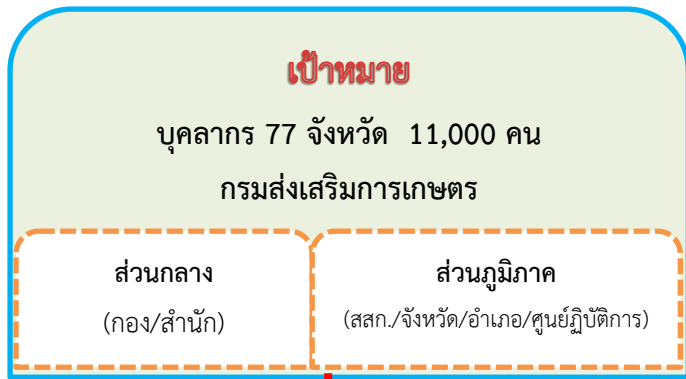 เป้าหมาย
บุคลากร 77 จังหวัด 11,000 คน
กรมส่งเสริมการเกษตร
ส่วนกลาง
(กอง/สำนัก)
ส่วนภูมิภาค
(สสก./จังหวัด/อำเภอ/ศูนย์ฏิบัติการ)